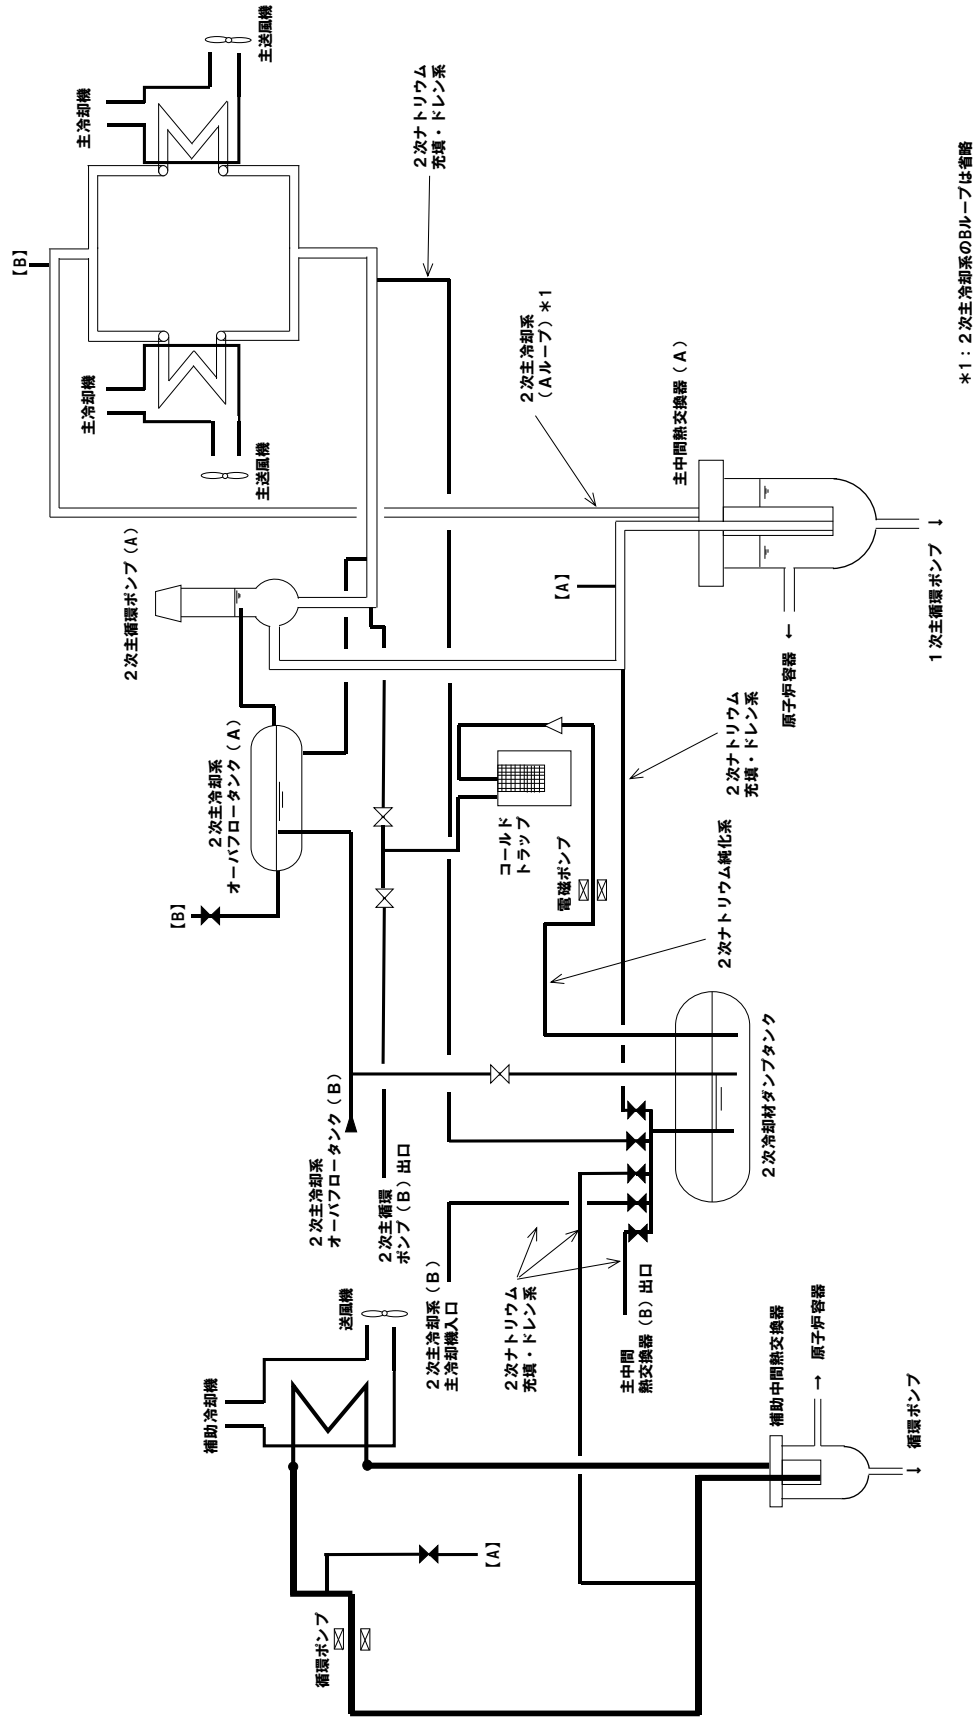 補助冷却機
送風機
循環ポンプ
【A】
補助中間熱交換器
→ 原子炉容器
↓
循環ポンプ
2次主冷却系
オーバフロータンク(B)
2次主循環
ポンプ(B)出口
2次主冷却系(B)
主冷却機入口
2次ナトリウム
充填・ドレン系
主中間
熱交換器(B)出口
2次冷却材ダンプタンク
【B】
2次主冷却系
オーバフロータンク(A)
コールド
トラップ
電磁ポンプ
2次ナトリウム純化系
2次ナトリウム
充填・ドレン系
2次主循環ポンプ(A)
【A】
原子炉容器 ←
1次主循環ポンプ
↓
主中間熱交換器(A)
2次主冷却系
(Aループ)*1
主冷却機
主送風機
【B】
主冷却機
主送風機
2次ナトリウム
充填・ドレン系
*1:2次主冷却系のBループは省略